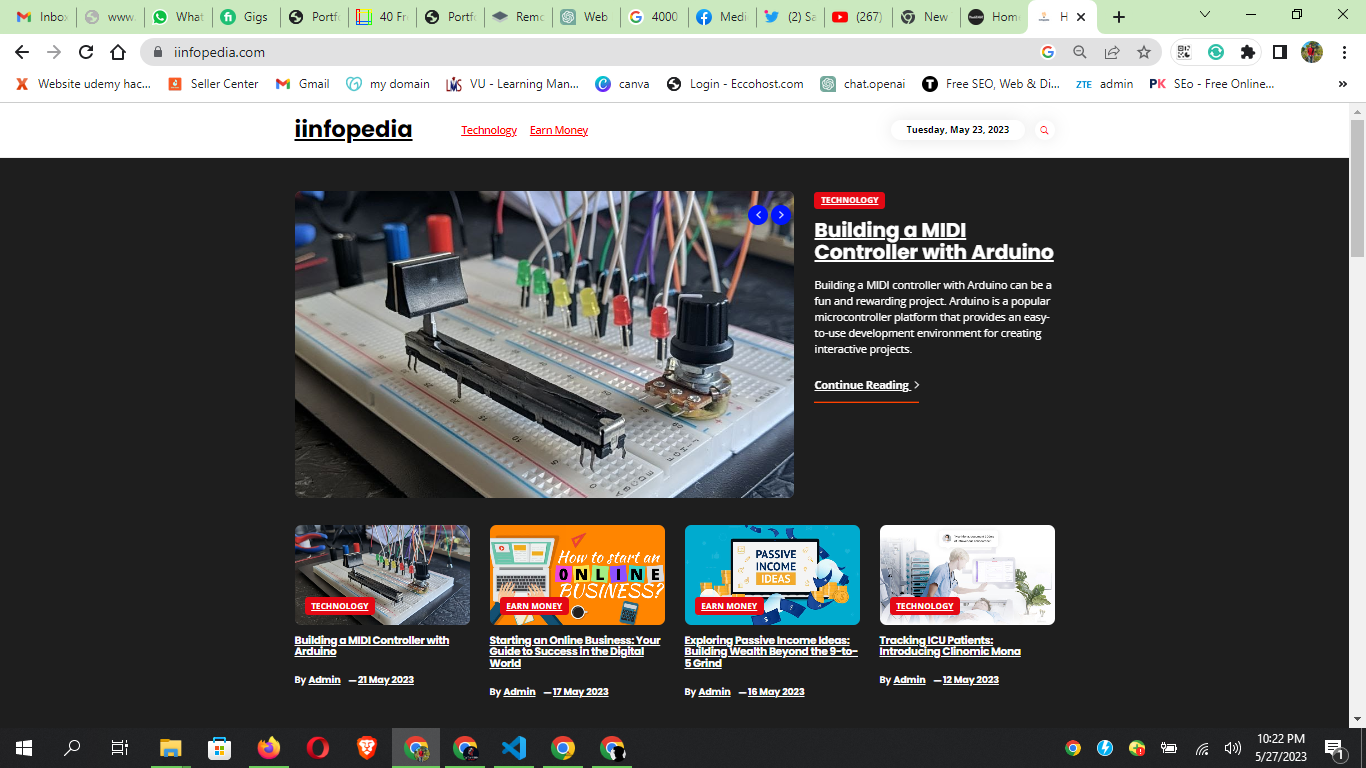 Inbox
www.
What
Gigs
Portf
40 Fr
Portf
Remo
Web
4000
Medi
(2) Sa
(267)
New
Hom
H
iinfopedia.com
Website udemy hac...
Seller Center
Gmail
my domain
VU - Learning Man...
canva
Login - Eccohost.com
chat.openai
Free SEO, Web & Di...
ZTE admin
PK SEo - Free Online...
iinfopedia
Technology
Earn Money
Tuesday, May 23, 2023
TECHNOLOGY
Building a MIDI
Controller with Arduino
Building a MIDI controller with Arduino can be a
fun and rewarding project. Arduino is a popular
microcontroller platform that provides an easy-
to-use development environment for creating
interactive projects.
Continue Reading
TECHNOLOGY
Building a MIDI Controller with
Arduino
By Admin — 21 May 2023
How to start an
ONLINE
BUSINESS?
EARN MONEY
Starting an Online Business: Your
Guide to Success in the Digital
World
By Admin — 17 May 2023
PASSIVE
INCOME
IDEAS
EARN MONEY
Exploring Passive Income Ideas:
Building Wealth Beyond the 9-to-
5 Grind
By Admin — 16 May 2023
TECHNOLOGY
Tracking ICU Patients:
Introducing Clinomic Mona
By Admin — 12 May 2023
10:22 PM
5/27/2023
1